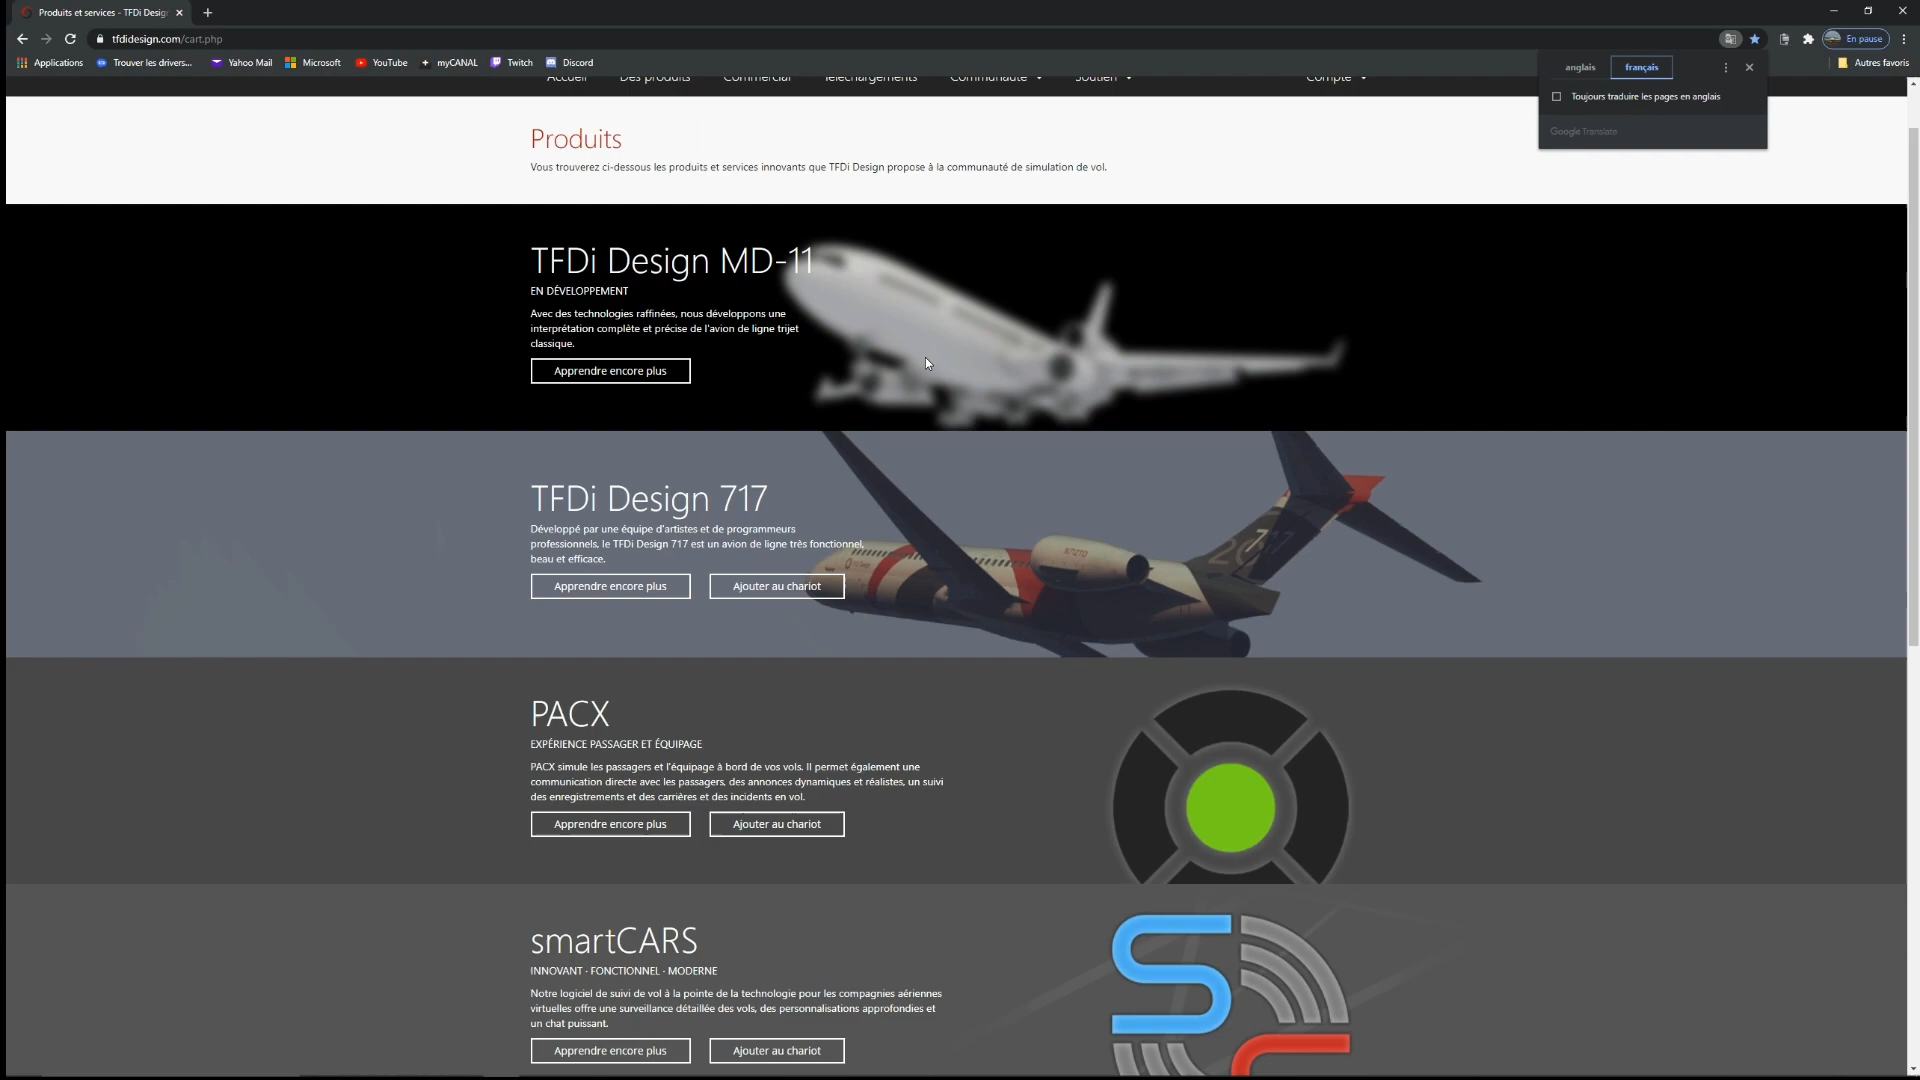 Produits et services - TFDi Desig
tfdidesign.com/cart.php
En pause
Applications
Trouver les drivers...
Yahoo Mail
Microsoft
YouTube
myCANAL
Twitch
Discord
Autres favoris
Accueil
Des produits
Commercial
Téléchargements
Communauté
Soutien
Compte
anglais
français
Toujours traduire les pages en anglais
Google Translate
Produits
Vous trouverez ci-dessous les produits et services innovants que TFDi Design propose à la communauté de simulation de vol.
TFDi Design MD-11
EN DÉVELOPPEMENT
Avec des technologies raffinées, nous développons une
interprétation complète et précise de l'avion de ligne trijet
classique.
Apprendre encore plus
TFDi Design 717
Développé par une équipe d'artistes et de programmeurs
professionnels, le TFDi Design 717 est un avion de ligne très fonctionnel,
beau et efficace.
Apprendre encore plus
Ajouter au chariot
717
PACX
EXPÉRIENCE PASSAGER ET ÉQUIPAGE
PACX simule les passagers et l'équipage à bord de vos vols. Il permet également une
communication directe avec les passagers, des annonces dynamiques et réalistes, un suivi
des enregistrements et des carrières et des incidents en vol.
Apprendre encore plus
Ajouter au chariot
smartCARS
INNOVANT · FONCTIONNEL · MODERNE
Notre logiciel de suivi de vol à la pointe de la technologie pour les compagnies aériennes
virtuelles offre une surveillance détaillée des vols, des personnalisations approfondies et
un chat puissant.
Apprendre encore plus
Ajouter au chariot